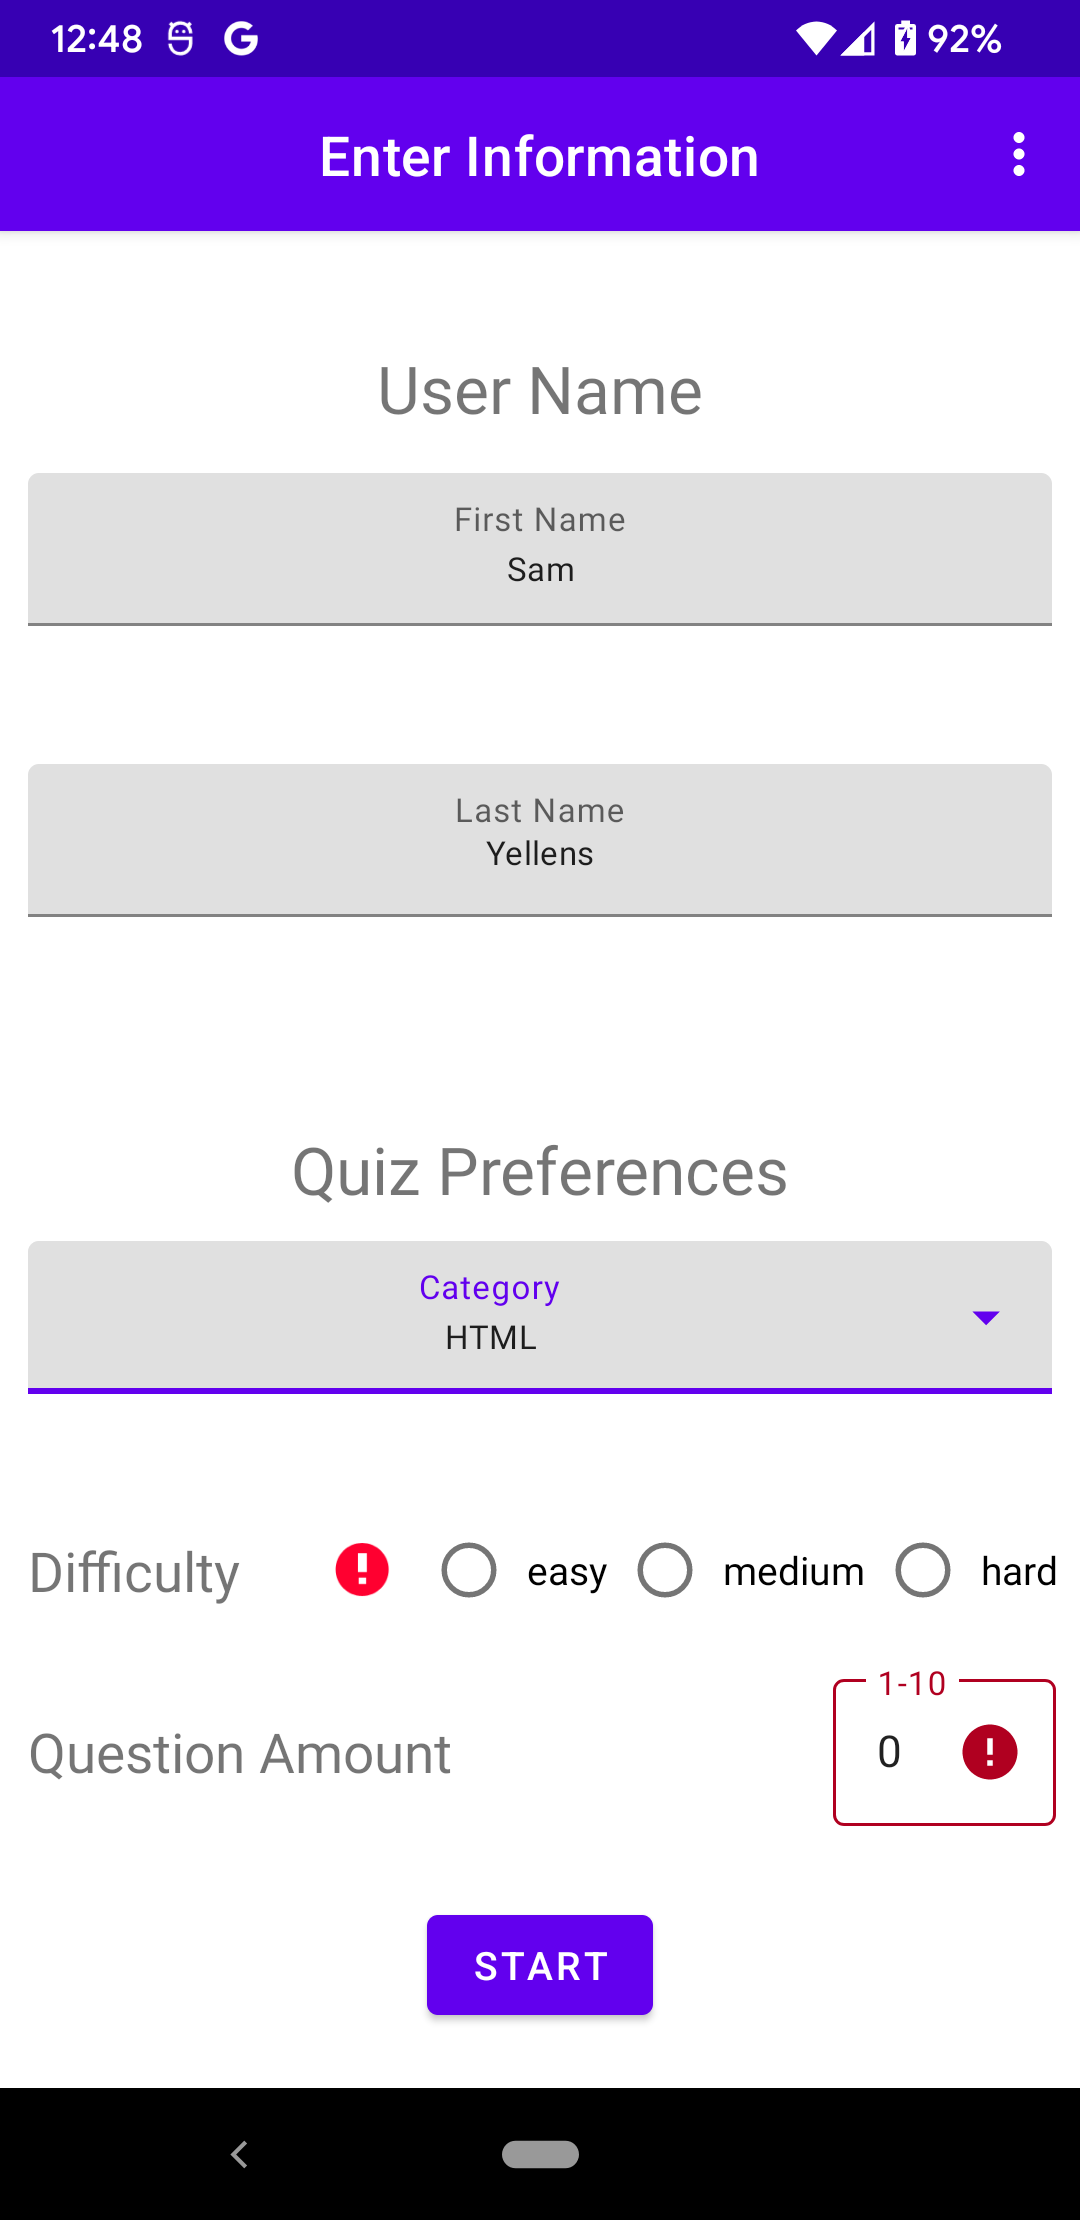 12:48 92%
Enter Information
User Name
First Name
Sam
Last Name
Yellens
Quiz Preferences
Category
HTML
Difficulty easy medium hard
1-10
Question Amount 0
START